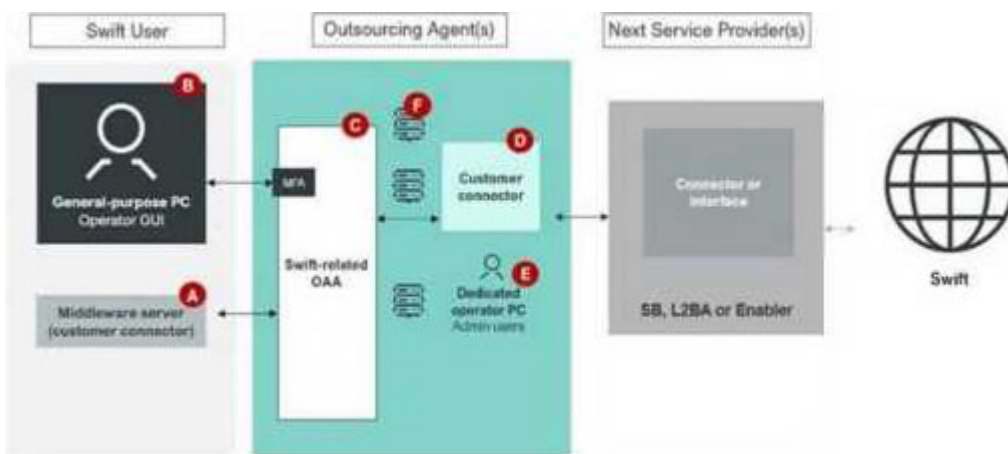 Swift User
Outsourcing Agent(s)
Next Service Provider(s)
B
General-purpose PC
Operator GUI
A
Middleware server
(customer connector)
C
MFA
Swift-related
OAA
F
D
Customer
connector
E
Dedicated
operator PC
Admin users
Connector or
interface
SB, L2BA or Enabler
Swift